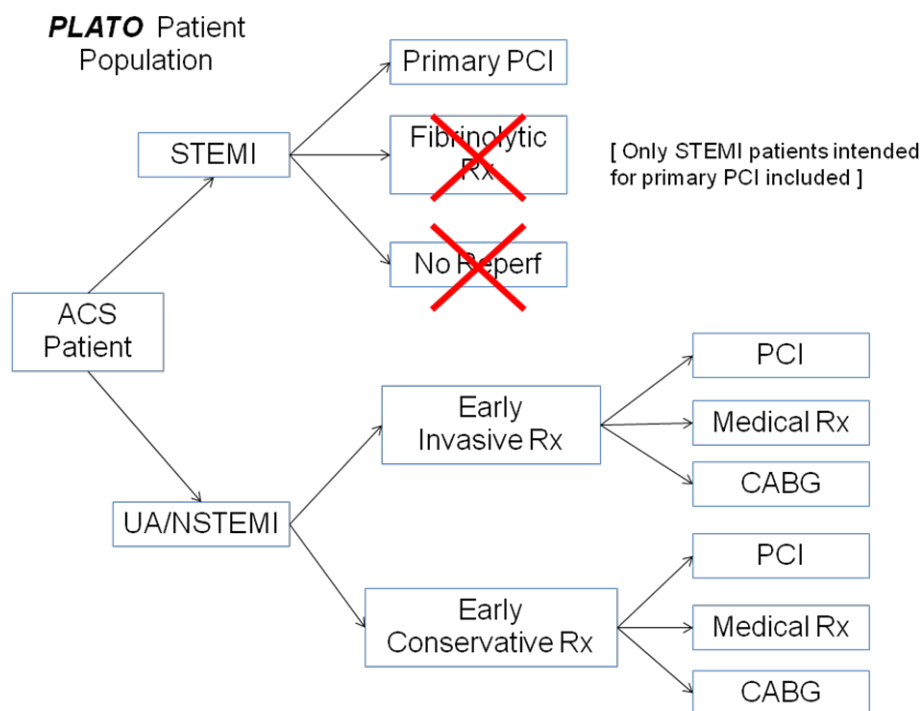 PLATO Patient
Population
Primary PCI
STEMI
Fibrinolytic
Rx
[ Only STEMI patients intended
for primary PCI included ]
No Reperf
ACS
Patient
UA/NSTEMI
Early
Invasive Rx
PCI
Medical Rx
CABG
Early
Conservative Rx
PCI
Medical Rx
CABG